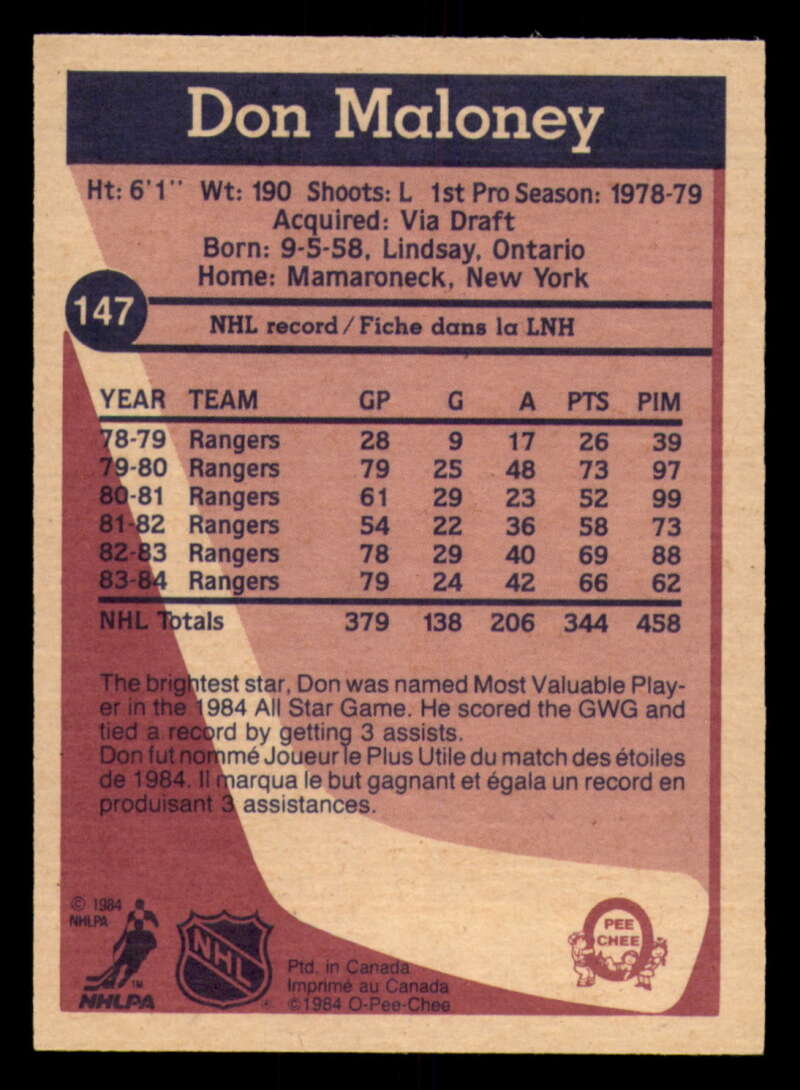 Don Maloney
Ht: 6'1" Wt: 190 Shoots: L 1st Pro Season: 1978-79
Acquired: Via Draft
Born: 9-5-58, Lindsay, Ontario
Home: Mamaroneck, New York
147
NHL record/Fiche dans la LNH
YEAR TEAM GP G A PTS PIM
78-79 Rangers 28 9 17 26 39
79-80 Rangers 79 25 48 73 97
80-81 Rangers 61 29 23 52 99
81-82 Rangers 54 22 36 58 73
82-83 Rangers 78 29 40 69 88
83-84 Rangers 79 24 42 66 62
NHL Totals 379 138 206 344 458
The brightest star, Don was named Most Valuable Play-
er in the 1984 All Star Game. He scored the GWG and
tied a record by getting 3 assists.
Don fut nommé Joueur le Plus Utile du match des étoiles
de 1984. Il marqua le but gagnant et égala un record en
produisant 3 assistances.
© 1984
NHLPA
TM
NHLPA
NHL
Ptd. in Canada
Imprimé au Canada
©1984 O-Pee-Chee
O
PEE
CHEE